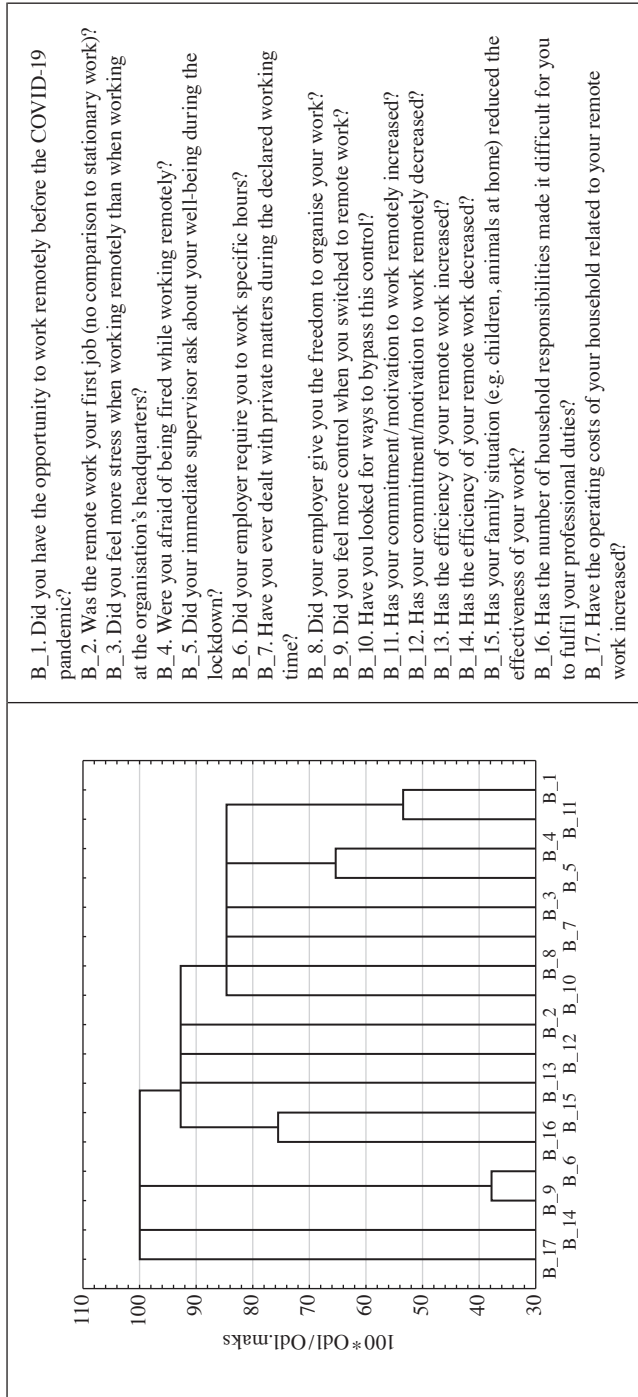 110
100
90
80
70
60
50
40
30
100*Odl/Odl.maks
B_17 B_9 B_16 B_13 B_2 B_8 B_3 B_4 B_1
B_14 B_6 B_15 B_12 B_10 B_7 B_5 B_11
B_1. Did you have the opportunity to work remotely before the COVID-19
pandemic?
B_2. Was the remote work your first job (no comparison to stationary work)?
B_3. Did you feel more stress when working remotely than when working
at the organisation's headquarters?
B_4. Were you afraid of being fired while working remotely?
B_5. Did your immediate supervisor ask about your well-being during the
lockdown?
B_6. Did your employer require you to work specific hours?
B_7. Have you ever dealt with private matters during the declared working
time?
B_8. Did your employer give you the freedom to organise your work?
B_9. Did you feel more control when you switched to remote work?
B_10. Have you looked for ways to bypass this control?
B_11. Has your commitment/motivation to work remotely increased?
B_12. Has your commitment/motivation to work remotely decreased?
B_13. Has the efficiency of your remote work increased?
B_14. Has the efficiency of your remote work decreased?
B_15. Has your family situation (e.g. children, animals at home) reduced the
effectiveness of your work?
B_16. Has the number of household responsibilities made it difficult for you
to fulfil your professional duties?
B_17. Have the operating costs of your household related to your remote
work increased?